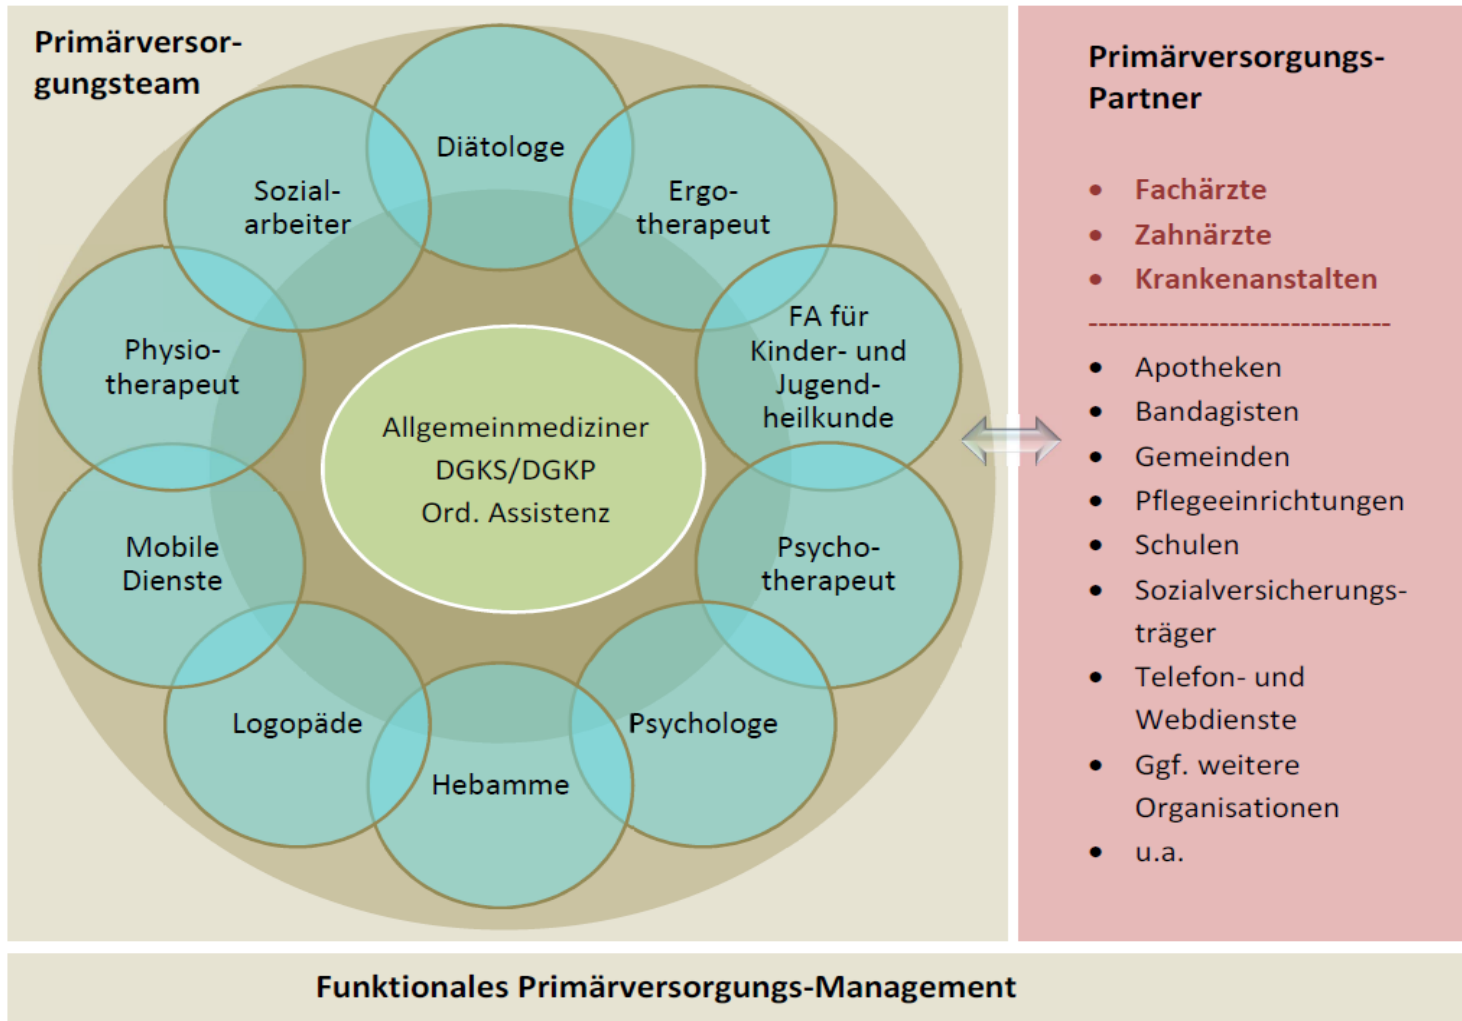 Primärversor-
gungsteam
Diätologe
Sozial-
arbeiter
Ergo-
therapeut
Physio-
therapeut
FA für
Kinder- und
Jugend-
heilkunde
Allgemeinmediziner
DGKS/DGKP
Ord. Assistenz
Mobile
Dienste
Psycho-
therapeut
Logopäde
Psychologe
Hebamme
Primärversorgungs-
Partner
• Fachärzte
• Zahnärzte
• Krankenanstalten
------------------------------
• Apotheken
• Bandagisten
• Gemeinden
• Pflegeeinrichtungen
• Schulen
• Sozialversicherungs-
träger
• Telefon- und
Webdienste
• Ggf. weitere
Organisationen
• u.a.
Funktionales Primärversorgungs-Management